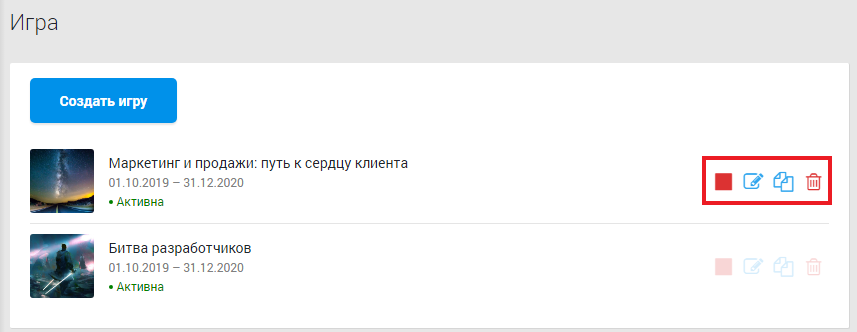 Игра
Создать игру
Маркетинг и продажи: путь к сердцу клиента
01.10.2019 – 31.12.2020
• Активна
Битва разработчиков
01.10.2019 – 31.12.2020
• Активна